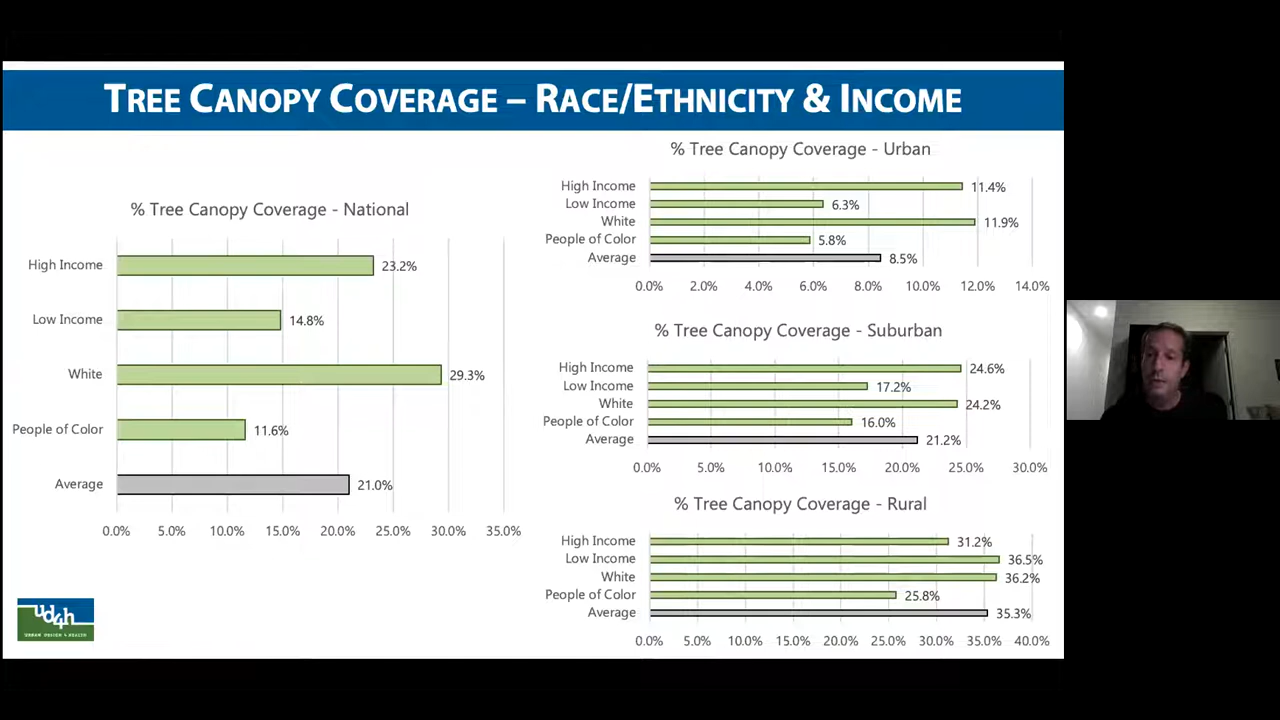 TREE CANOPY COVERAGE – RACE/ETHNICITY & INCOME
% Tree Canopy Coverage - National
High Income 23.2%
Low Income 14.8%
White 29.3%
People of Color 11.6%
Average 21.0%
0.0% 5.0% 10.0% 15.0% 20.0% 25.0% 30.0% 35.0%
% Tree Canopy Coverage - Urban
High Income 11.4%
Low Income 6.3%
White 11.9%
People of Color 5.8%
Average 8.5%
0.0% 2.0% 4.0% 6.0% 8.0% 10.0% 12.0% 14.0%
% Tree Canopy Coverage - Suburban
High Income 24.6%
Low Income 17.2%
White 24.2%
People of Color 16.0%
Average 21.2%
0.0% 5.0% 10.0% 15.0% 20.0% 25.0% 30.0%
% Tree Canopy Coverage - Rural
High Income 31.2%
Low Income 36.5%
White 36.2%
People of Color 25.8%
Average 35.3%
0.0% 5.0% 10.0% 15.0% 20.0% 25.0% 30.0% 35.0% 40.0%
ud4h
URBAN DESIGN 4 HEALTH